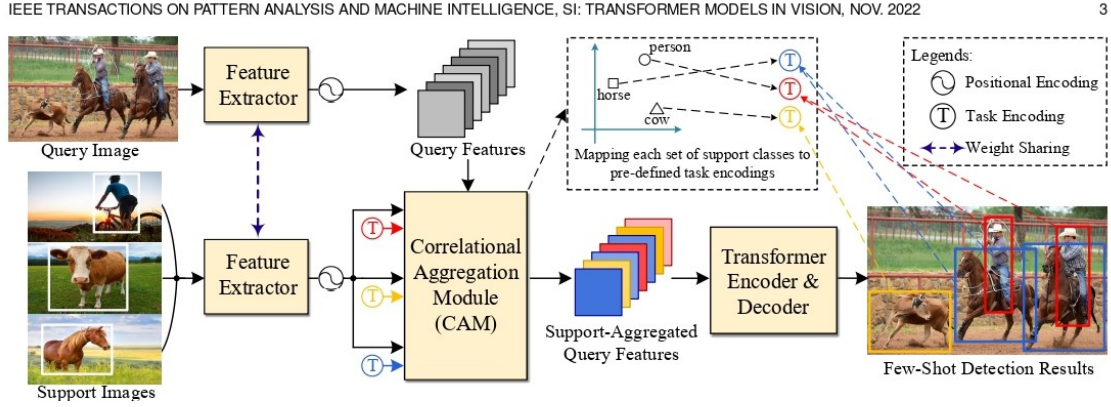 IEEE TRANSACTIONS ON PATTERN ANALYSIS AND MACHINE INTELLIGENCE, SI: TRANSFORMER MODELS IN VISION, NOV. 2022
3
Feature
Extractor
Query Image
Query Features
person
horse
cow
T
T
T
Mapping each set of support classes to
pre-defined task encodings
Legends:
Positional Encoding
T Task Encoding
Weight Sharing
Feature
Extractor
Support Images
T
T
T
Correlational
Aggregation
Module
(CAM)
Support-Aggregated
Query Features
Transformer
Encoder &
Decoder
Few-Shot Detection Results